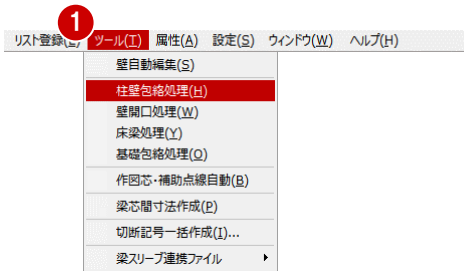 1
リスト登録(L) ツール(T) 属性(A) 設定(S) ウィンドウ(W) ヘルプ(H)
壁自動編集(S)
柱壁包絡処理(H)
壁開口処理(W)
床梁処理(Y)
基礎包絡処理(O)
作図芯・補助点線自動(B)
梁芯間寸法作成(P)
切断記号一括作成(I)...
梁スリーブ連携ファイル